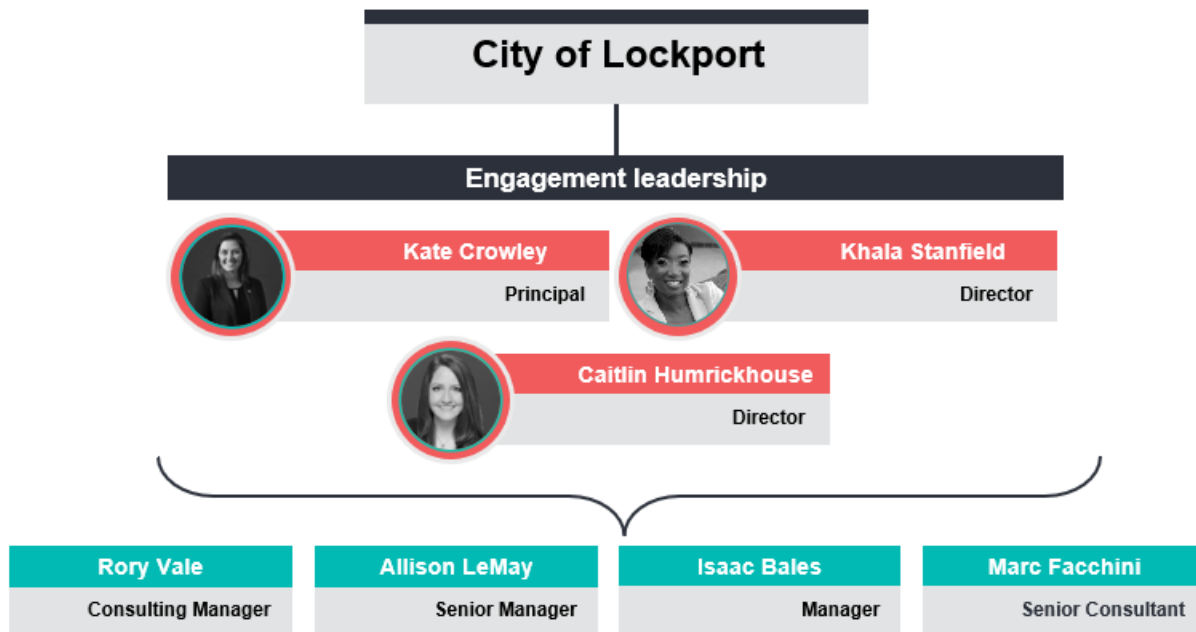 City of Lockport
Engagement leadership
Kate Crowley
Principal
Khala Stanfield
Director
Caitlin Humrickhouse
Director
Rory Vale
Consulting Manager
Allison LeMay
Senior Manager
Isaac Bales
Manager
Marc Facchini
Senior Consultant